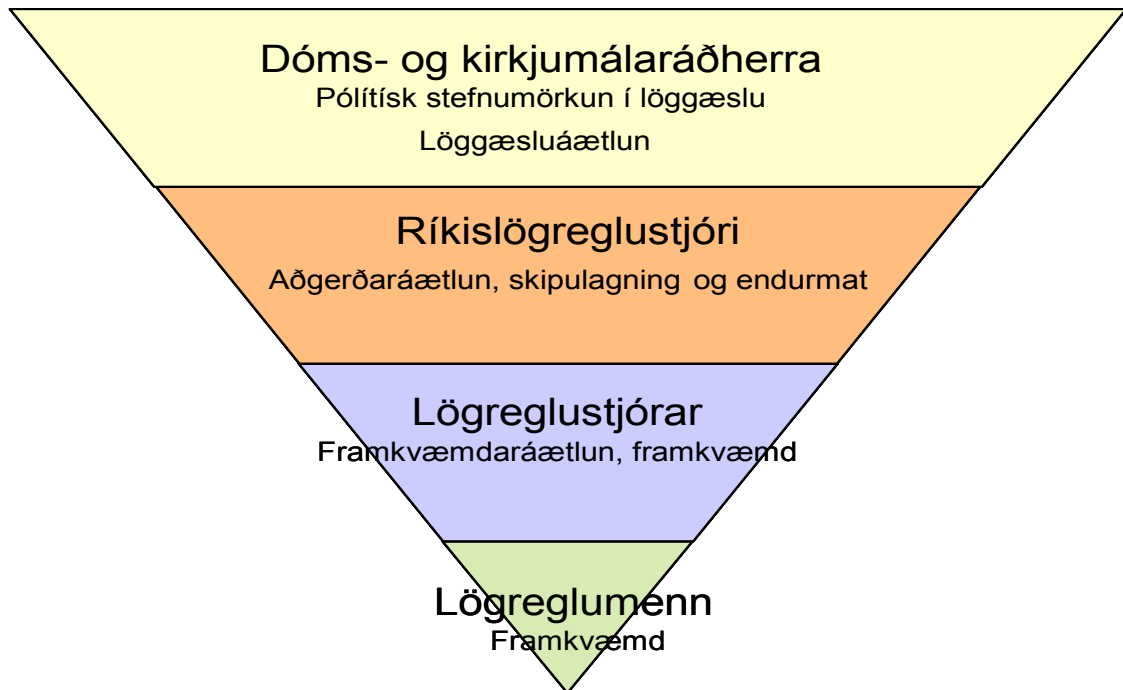 Dóms- og kirkjumálaráðherra
Pólítísk stefnumörkun í löggæslu
Löggæsluáætlun
Ríkislögreglustjóri
Aðgerðaráætlun, skipulagning og endurmat
Lögreglustjórar
Framkvæmdaráætlun, framkvæmd
Lögreglumenn
Framkvæmd